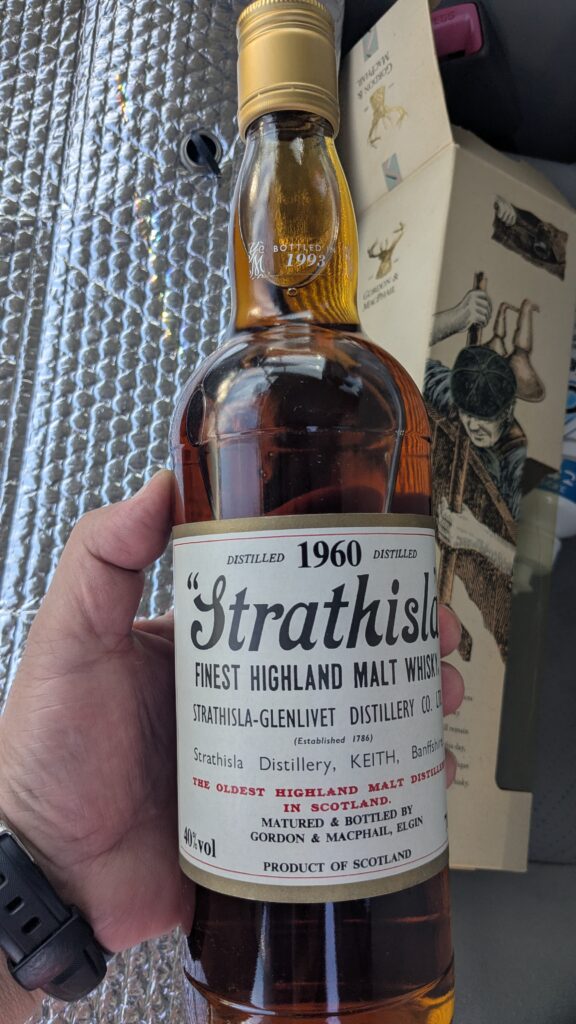 GORDON &
MACPHAIL
BOTTLED IN
1993
GORDON &
MACPHAIL
DISTILLED 1960 DISTILLED
"Strathisla
FINEST HIGHLAND MALT WHISKY
STRATHISLA-GLENLIVET DISTILLERY CO.
(Established 1786)
Strathisla Distillery, KEITH, Banffshire
THE OLDEST HIGHLAND MALT
IN SCOTLAND.
MATURED & BOTTLED BY
GORDON & MACPHAIL, ELGIN
40%vol
PRODUCT OF SCOTLAND